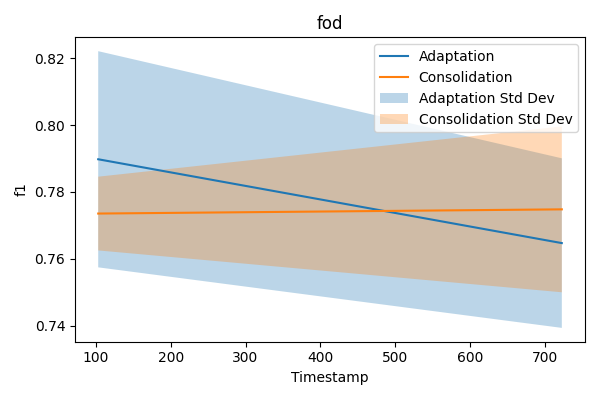 fod
Adaptation
Consolidation
Adaptation Std Dev
Consolidation Std Dev
f1
0.82
0.80
0.78
0.76
0.74
100 200 300 400 500 600 700
Timestamp